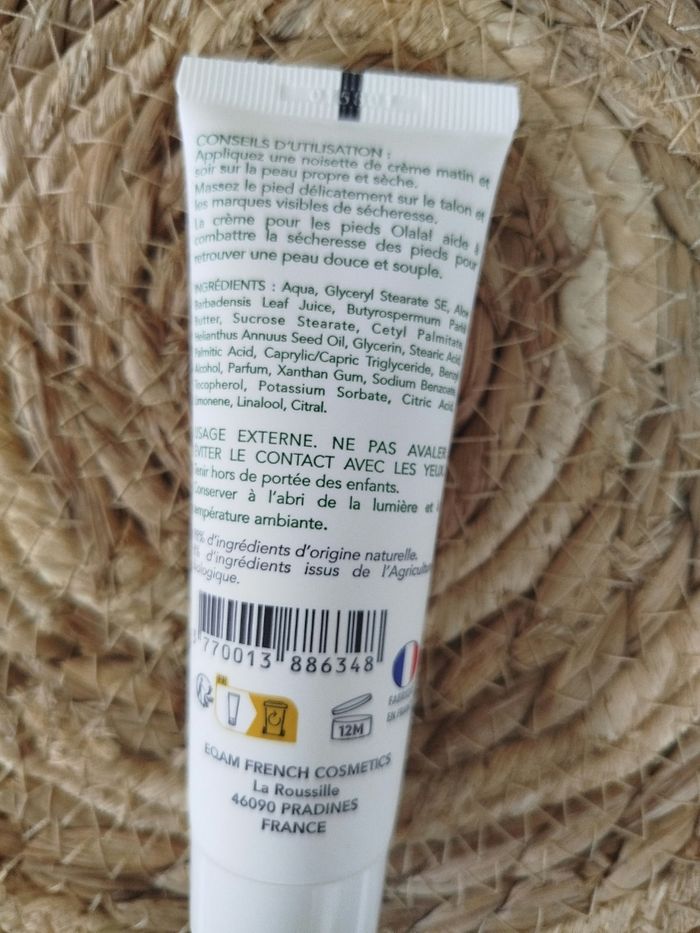 CONSEILS D'UTILISATION :
Appliquez une noisette de crème matin et
soir sur la peau propre et sèche.
Massez le pied délicatement sur le talon et
les marques visibles de sécheresse.
La crème pour les pieds Olala! aide à
combattre la sécheresse des pieds pour
retrouver une peau douce et souple.
INGRÉDIENTS : Aqua, Glyceryl Stearate SE, Aloe
Barbadensis Leaf Juice, Butyrospermum Parkii
Butter, Sucrose Stearate, Cetyl Palmitate,
Helianthus Annuus Seed Oil, Glycerin, Stearic Acid,
Palmitic Acid, Caprylic/Capric Triglyceride, Benzyl
Alcohol, Parfum, Xanthan Gum, Sodium Benzoate,
Tocopherol, Potassium Sorbate, Citric Acid,
Limonene, Linalool, Citral.
USAGE EXTERNE. NE PAS AVALER.
ÉVITER LE CONTACT AVEC LES YEUX.
Tenir hors de portée des enfants.
Conserver à l'abri de la lumière et à
température ambiante.
d'ingrédients d'origine naturelle.
d'ingrédients issus de l'Agriculture
Biologique.
770013 886348
12M
FABRIQUÉ
EN FRANCE
EQAM FRENCH COSMETICS
La Roussille
46090 PRADINES
FRANCE